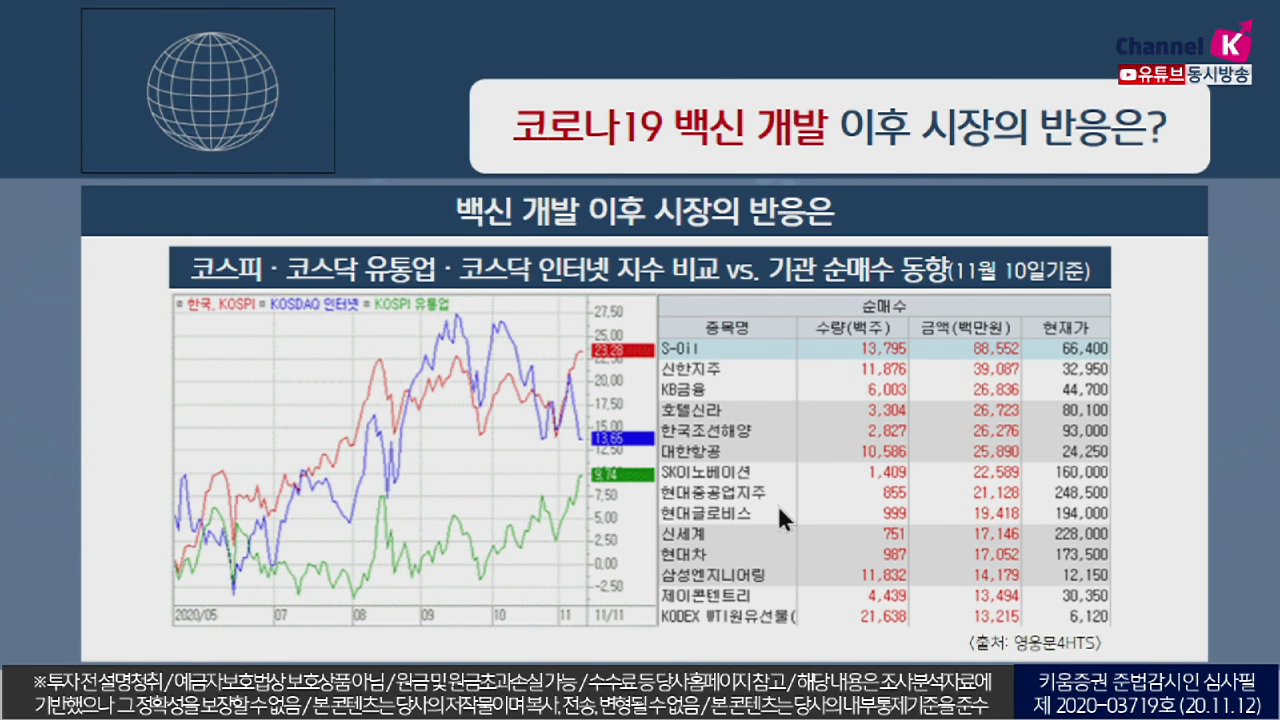 Channel K
유튜브동시방송
코로나19 백신 개발 이후 시장의 반응은?
백신 개발 이후 시장의 반응은
코스피 · 코스닥 유통업 · 코스닥 인터넷 지수 비교 vs. 기관 순매수 동향(11월 10일기준)
= 한국, KOSPI = KOSDAQ 인터넷 = KOSPI 유통업
27,50
25,00
23,28
22,50
20,00
17,50
15,00
13,65
12,50
9,74
7,50
5,00
2,50
0,00
-2,50
2020/05 07 08 09 10 11 11/11
순매수
종목명 수량(백주) 금액(백만원) 현재가
S-Oil 13,795 88,552 66,400
신한지주 11,876 39,087 32,950
KB금융 6,003 26,836 44,700
호텔신라 3,304 26,723 80,100
한국조선해양 2,827 26,276 93,000
대한항공 10,586 25,890 24,250
SK이노베이션 1,409 22,589 160,000
현대중공업지주 855 21,128 248,500
현대글로비스 999 19,418 194,000
신세계 751 17,146 228,000
현대차 987 17,052 173,500
삼성엔지니어링 11,832 14,179 12,150
제이콘텐트리 4,439 13,494 30,350
KODEX WTI원유선물( 21,638 13,215 6,120
〈출처: 영웅문4HTS〉
※ 투자 전 설명청취 / 예금자보호법상 보호상품 아님 / 원금 및 원금초과손실 가능 / 수수료 등 당사홈페이지 참고 / 해당 내용은 조사분석자료에
기반했으나 그 정확성을 보장할 수 없음 / 본 콘텐츠는 당사의 저작물이며 복사, 전송, 변형될 수 없음 / 본 콘텐츠는 당사의 내부통제기준을 준수
키움증권 준법감시인 심사필
제 2020-03719호 (20.11.12)